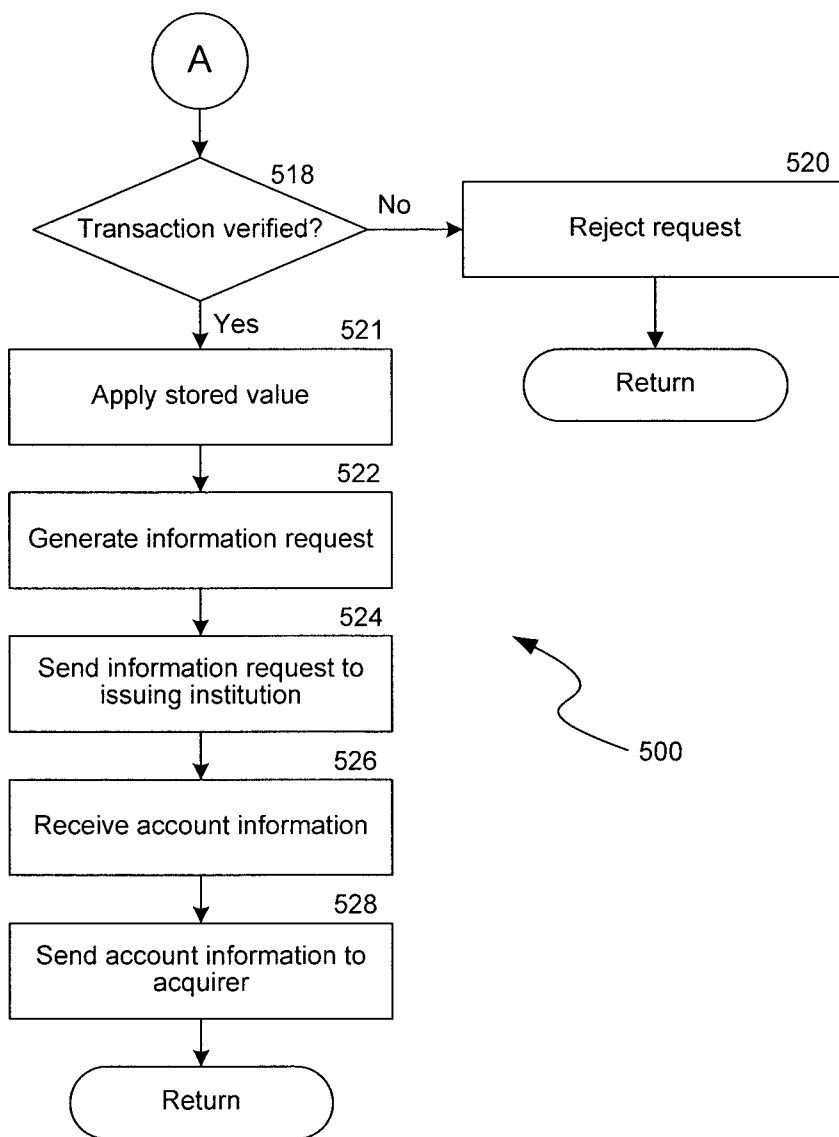 A
518
Transaction verified?
No
520
Reject request
Return
Yes
521
Apply stored value
522
Generate information request
524
Send information request to
issuing institution
500
526
Receive account information
528
Send account information to
acquirer
Return